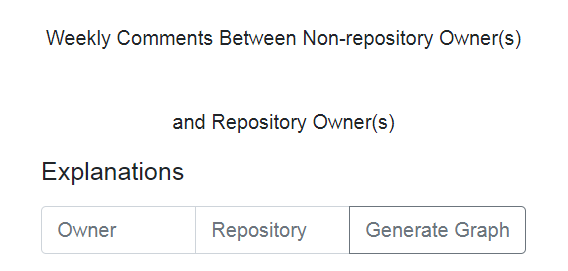 Weekly Comments Between Non-repository Owner(s)
and Repository Owner(s)
Explanations
Owner Repository Generate Graph